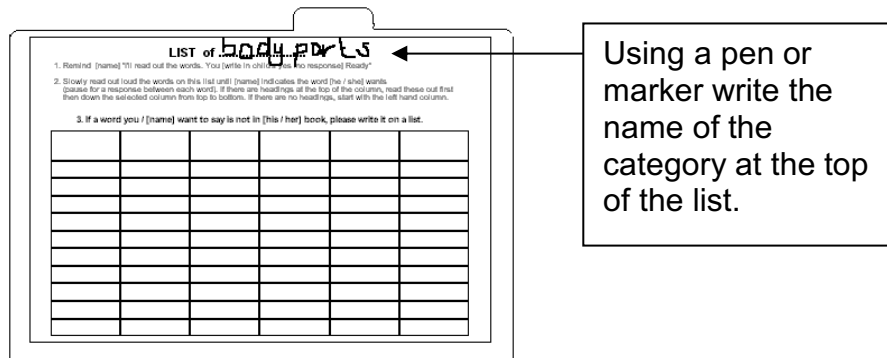 LIST of body parts
1. Remind [name] "I'll read out the words. You [write in child's yes / no response] Ready"
2. Slowly read out loud the words on this list until [name] indicates the word [he / she] wants
(pause for a response between each word). If there are headings at the top of the column, read these out first
then down the selected column from top to bottom. If there are no headings, start with the left hand column.
3. If a word you / [name] want to say is not in [his / her] book, please write it on a list.
Using a pen or
marker write the
name of the
category at the top
of the list.